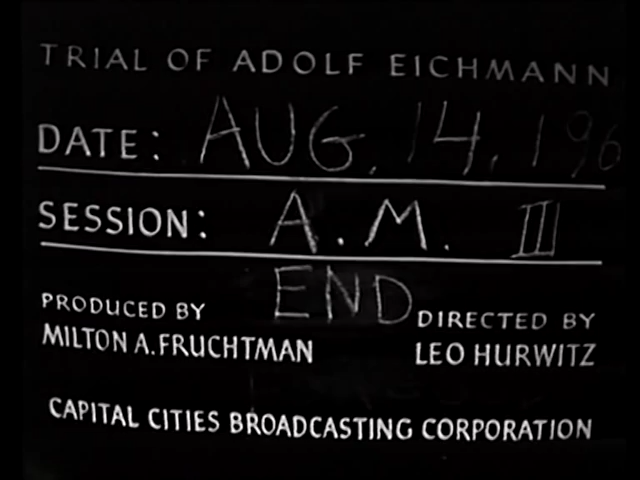 TRIAL OF ADOLF EICHMANN
DATE: AUG. 14, 196
SESSION: A.M. III
END
PRODUCED BY
MILTON A. FRUCHTMAN
DIRECTED BY
LEO HURWITZ
CAPITAL CITIES BROADCASTING CORPORATION